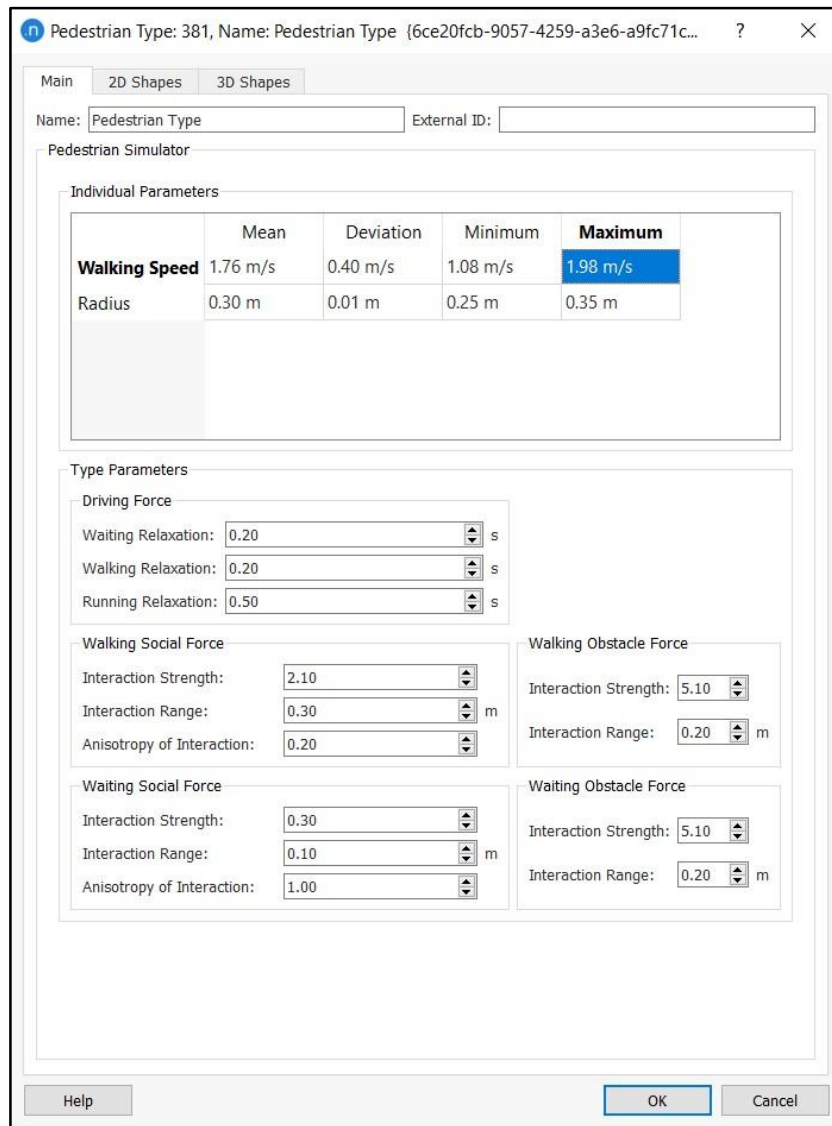 .n Pedestrian Type: 381, Name: Pedestrian Type {6ce20fcb-9057-4259-a3e6-a9fc71c... ? ×
Main 2D Shapes 3D Shapes
Name: Pedestrian Type External ID:
Pedestrian Simulator
Individual Parameters
Mean Deviation Minimum Maximum
Walking Speed 1.76 m/s 0.40 m/s 1.08 m/s 1.98 m/s
Radius 0.30 m 0.01 m 0.25 m 0.35 m
Type Parameters
Driving Force
Waiting Relaxation: 0.20 s
Walking Relaxation: 0.20 s
Running Relaxation: 0.50 s
Walking Social Force
Interaction Strength: 2.10
Interaction Range: 0.30 m
Anisotropy of Interaction: 0.20
Walking Obstacle Force
Interaction Strength: 5.10
Interaction Range: 0.20 m
Waiting Social Force
Interaction Strength: 0.30
Interaction Range: 0.10 m
Anisotropy of Interaction: 1.00
Waiting Obstacle Force
Interaction Strength: 5.10
Interaction Range: 0.20 m
Help OK Cancel